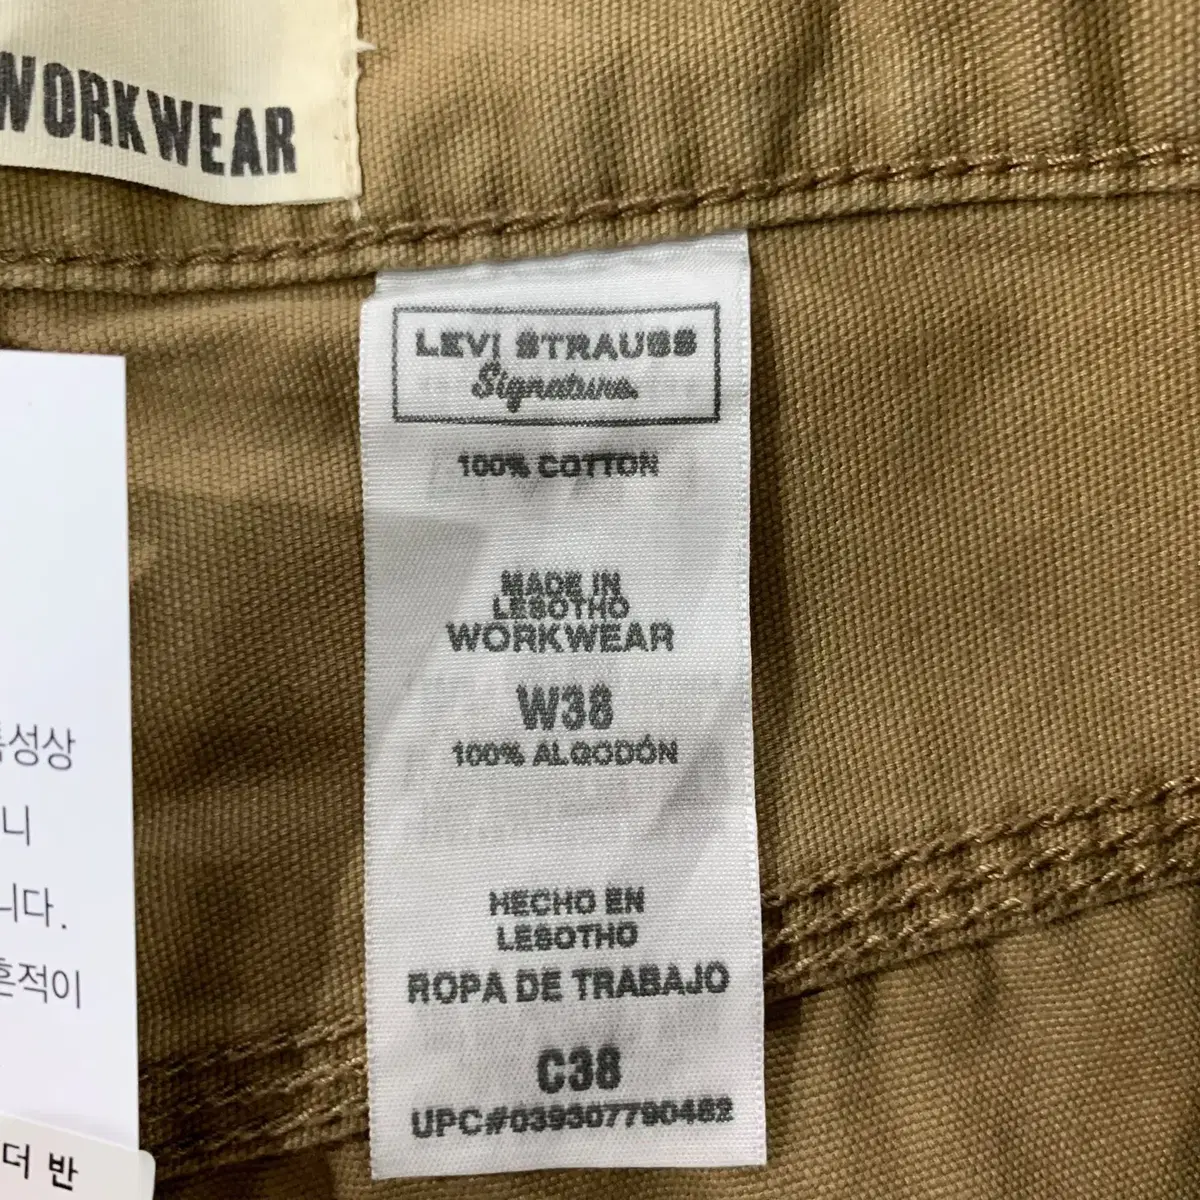 WORKWEAR
LEVI STRAUSS
Signature.
100% COTTON
MADE IN
LESOTHO
WORKWEAR
W38
100% ALGODÓN
HECHO EN
LESOTHO
ROPA DE TRABAJO
C38
UPC#039307790482
특성상
니
니다.
흔적이
더 반